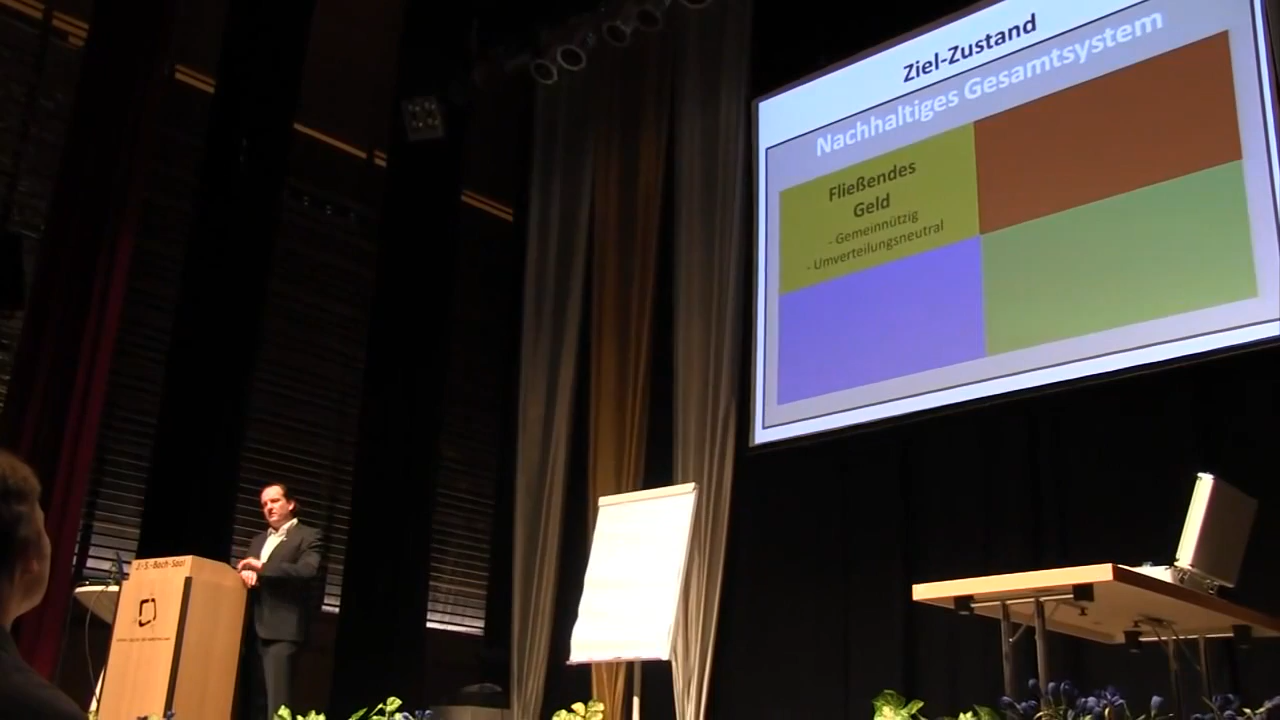 Ziel-Zustand
Nachhaltiges Gesamtsystem
Fließendes
Geld
- Gemeinnützig
- Umverteilungsneutral
J.-S.-Bach-Saal